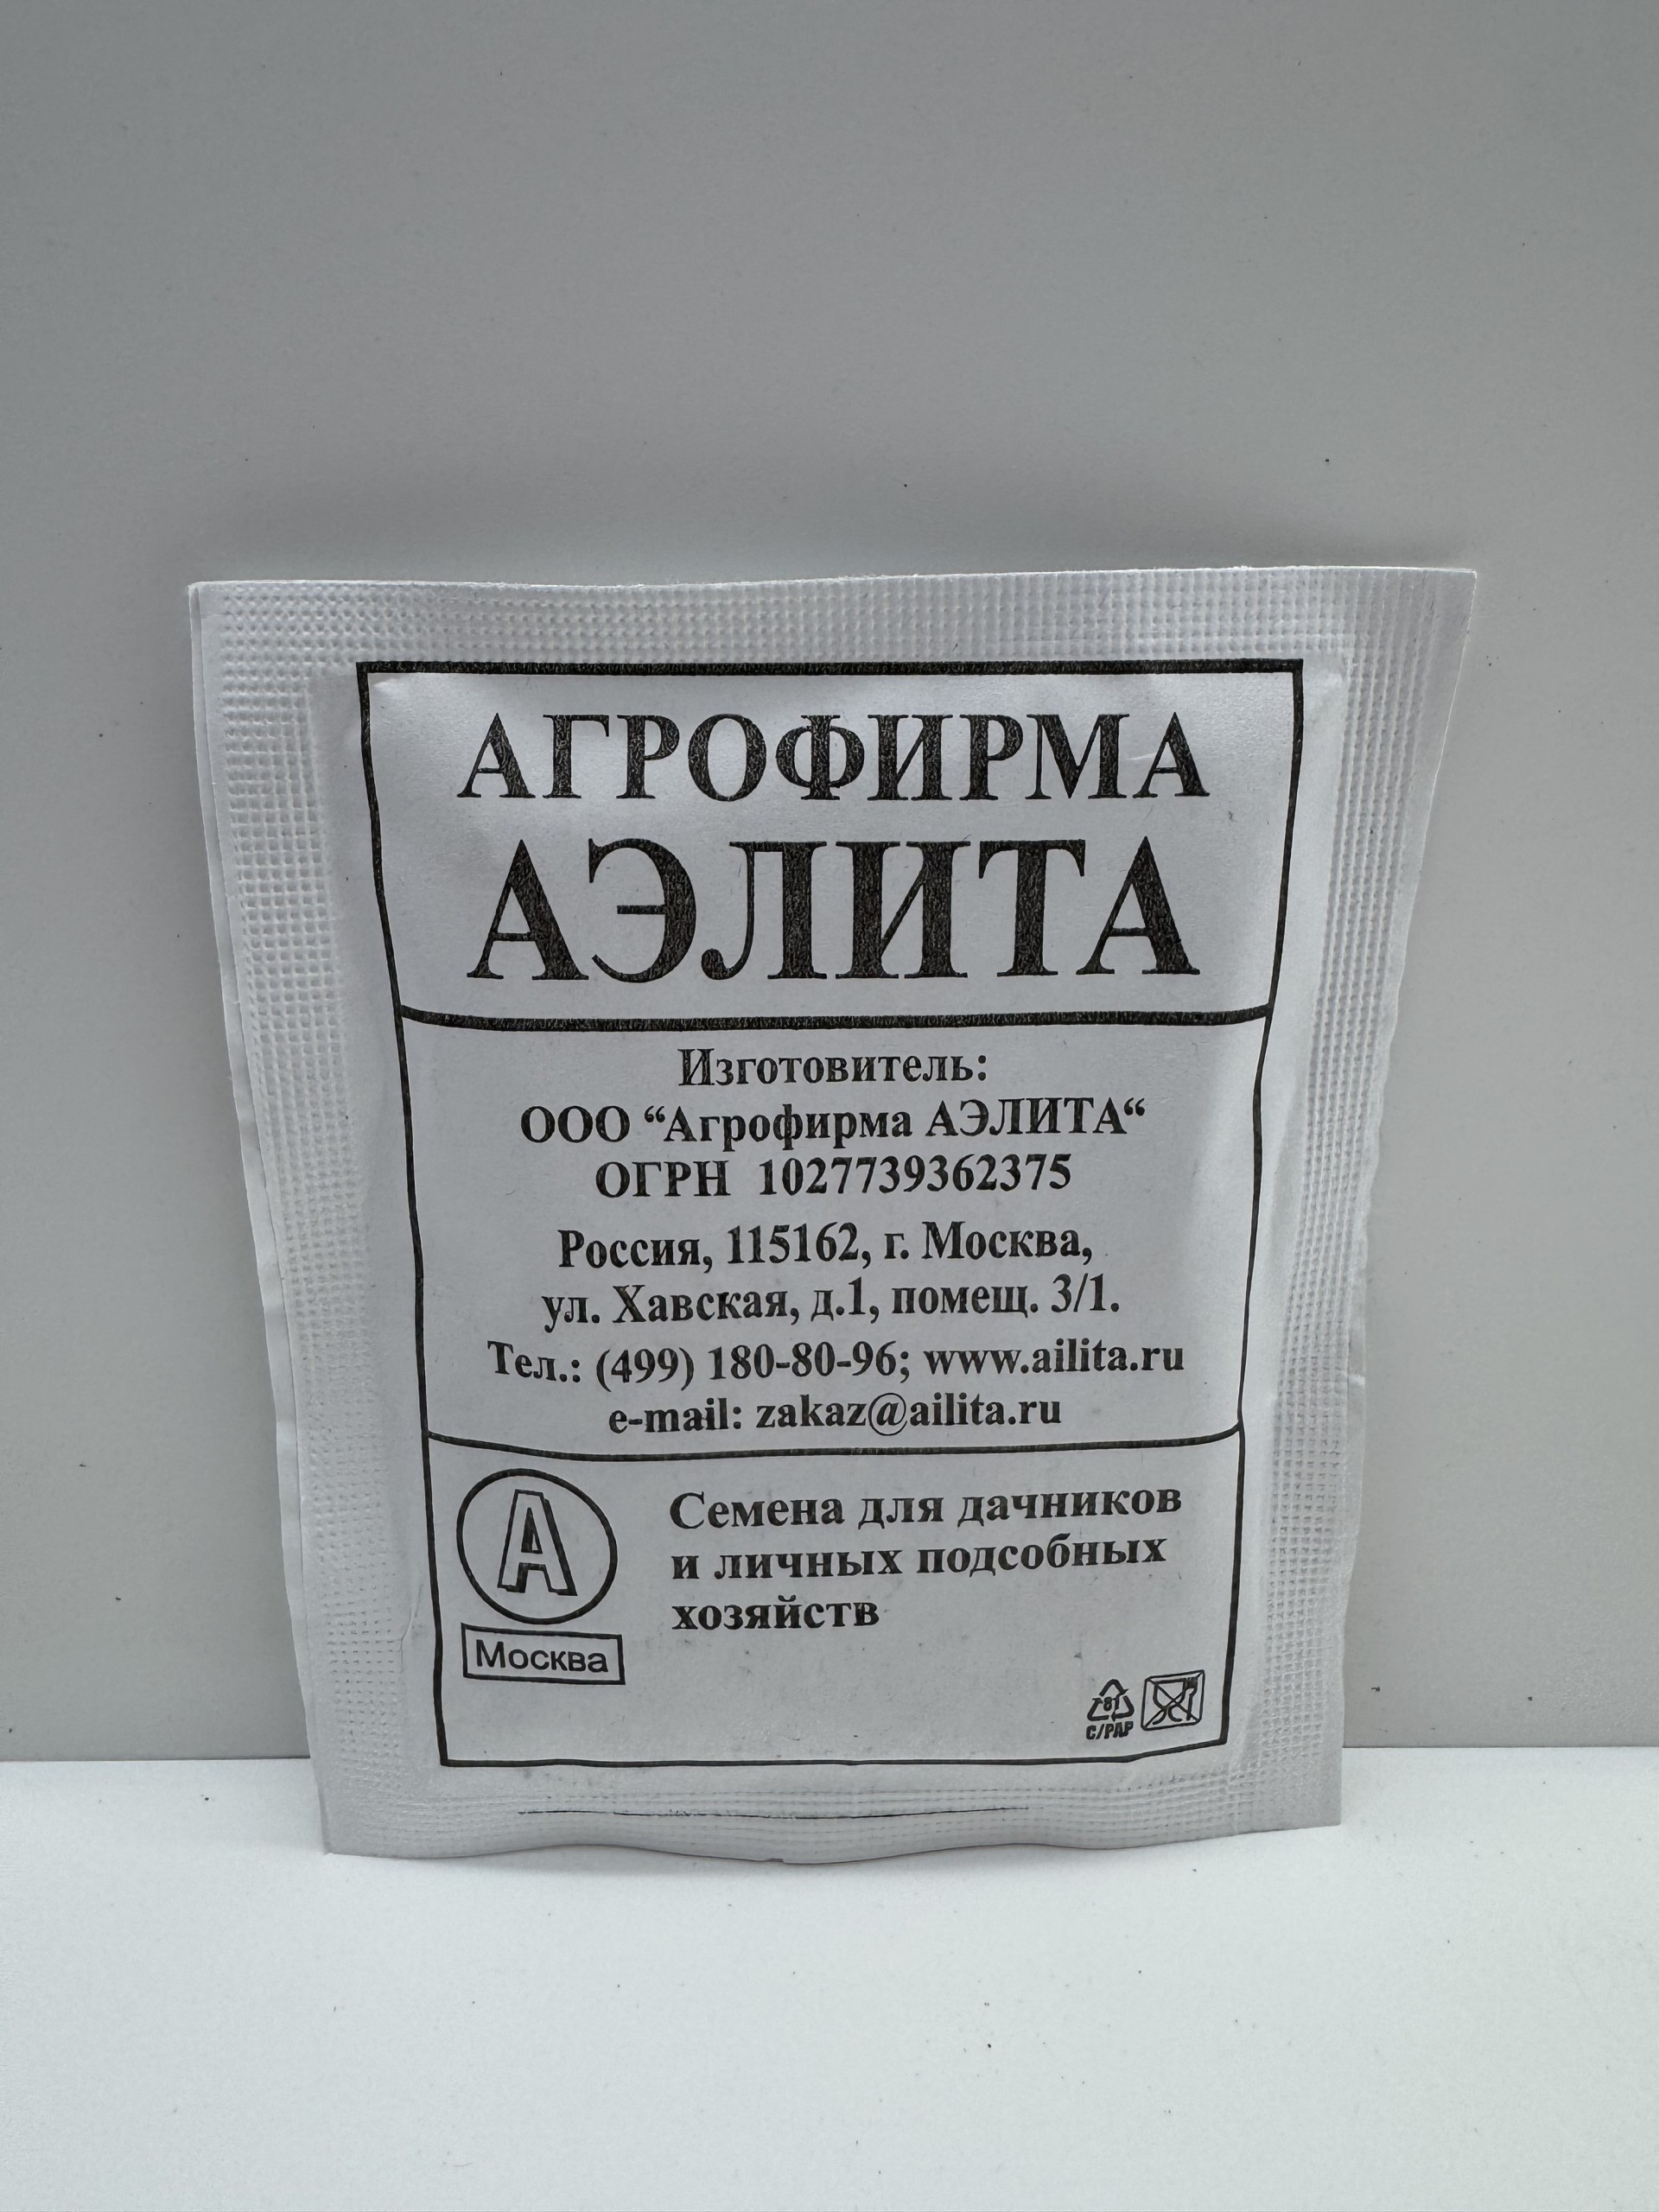 АГРОФИРМА
АЭЛИТА
Изготовитель:
ООО “Агрофирма АЭЛИТА“
ОГРН 1027739362375
Россия, 115162, г. Москва,
ул. Хавская, д.1, помещ. 3/1.
Тел.: (499) 180-80-96; www.ailita.ru
e-mail: zakaz@ailita.ru
А
Москва
Семена для дачников
и личных подсобных
хозяйств
81
C/PAP